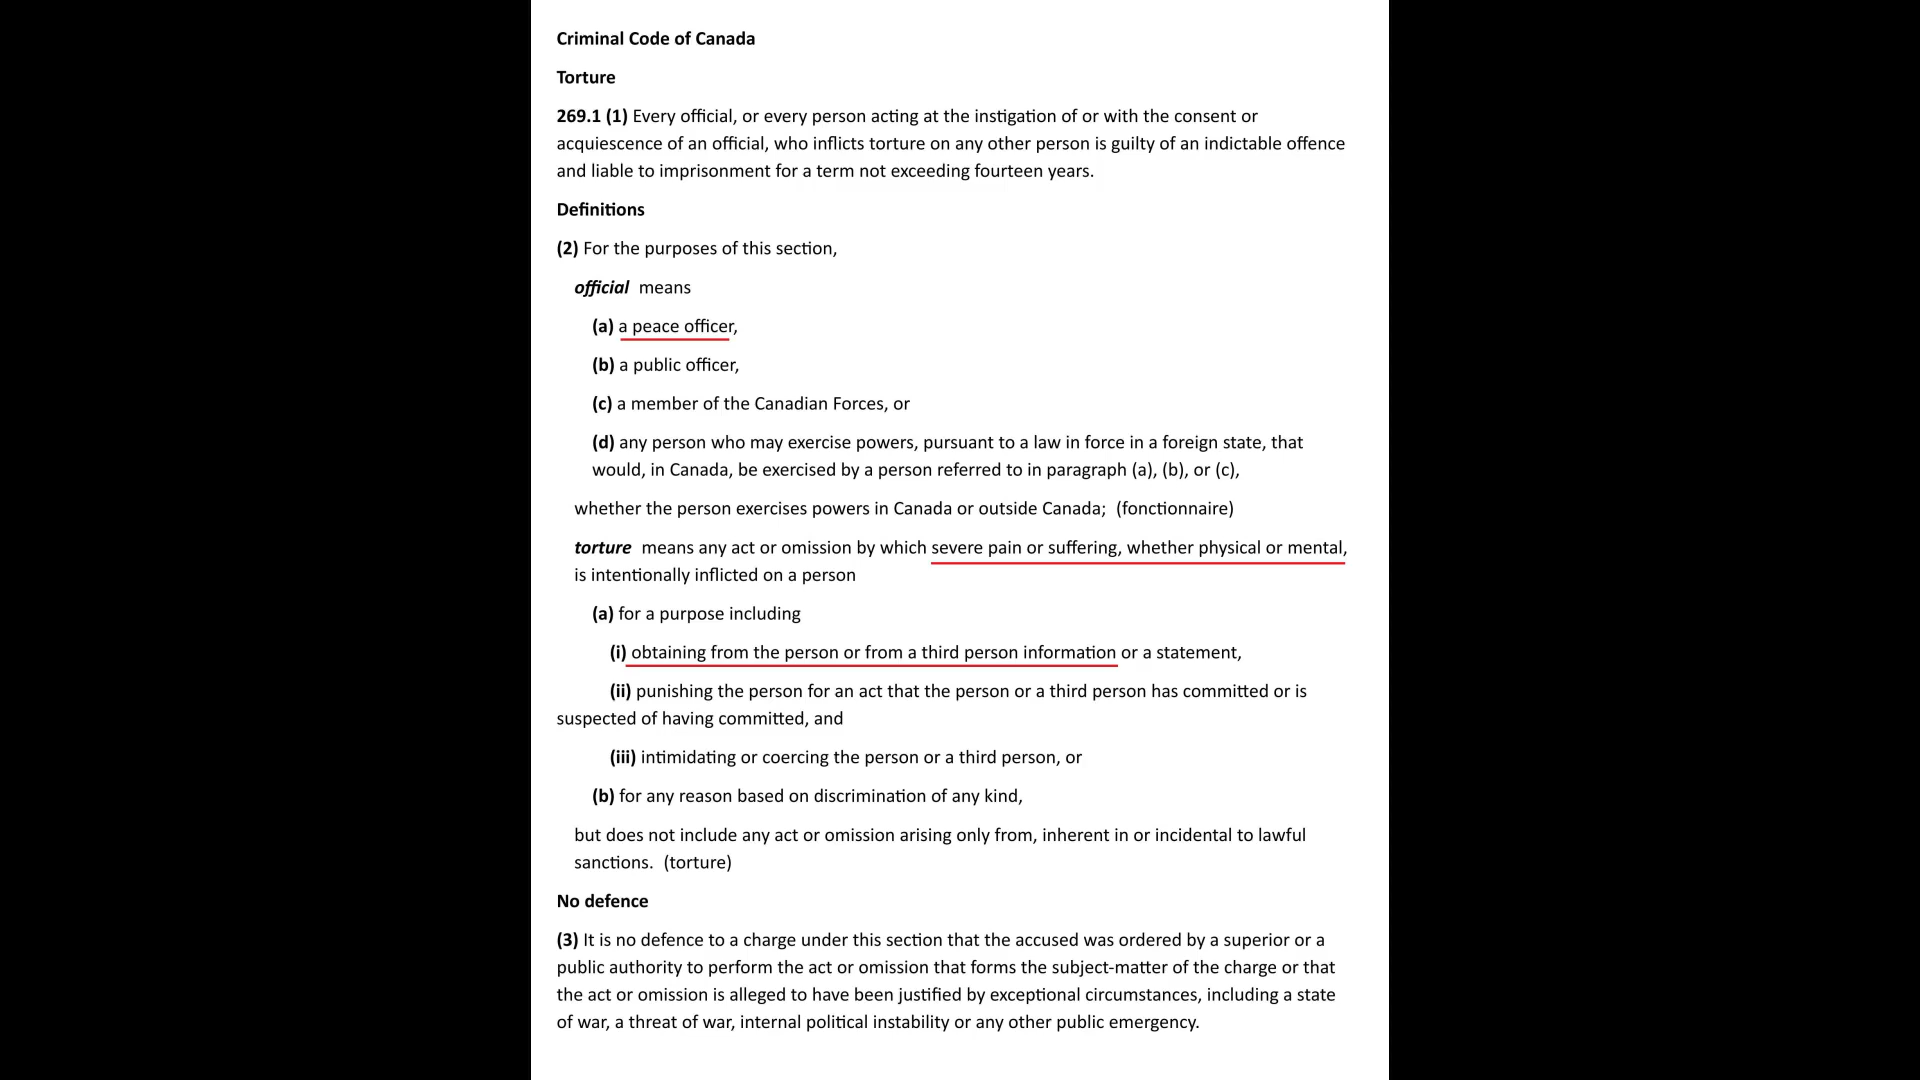 Criminal Code of Canada
Torture
269.1 (1) Every official, or every person acting at the instigation of or with the consent or
acquiescence of an official, who inflicts torture on any other person is guilty of an indictable offence
and liable to imprisonment for a term not exceeding fourteen years.
Definitions
(2) For the purposes of this section,
official means
(a) a peace officer,
(b) a public officer,
(c) a member of the Canadian Forces, or
(d) any person who may exercise powers, pursuant to a law in force in a foreign state, that
would, in Canada, be exercised by a person referred to in paragraph (a), (b), or (c),
whether the person exercises powers in Canada or outside Canada; (fonctionnaire)
torture means any act or omission by which severe pain or suffering, whether physical or mental,
is intentionally inflicted on a person
(a) for a purpose including
(i) obtaining from the person or from a third person information or a statement,
(ii) punishing the person for an act that the person or a third person has committed or is
suspected of having committed, and
(iii) intimidating or coercing the person or a third person, or
(b) for any reason based on discrimination of any kind,
but does not include any act or omission arising only from, inherent in or incidental to lawful
sanctions. (torture)
No defence
(3) It is no defence to a charge under this section that the accused was ordered by a superior or a
public authority to perform the act or omission that forms the subject-matter of the charge or that
the act or omission is alleged to have been justified by exceptional circumstances, including a state
of war, a threat of war, internal political instability or any other public emergency.